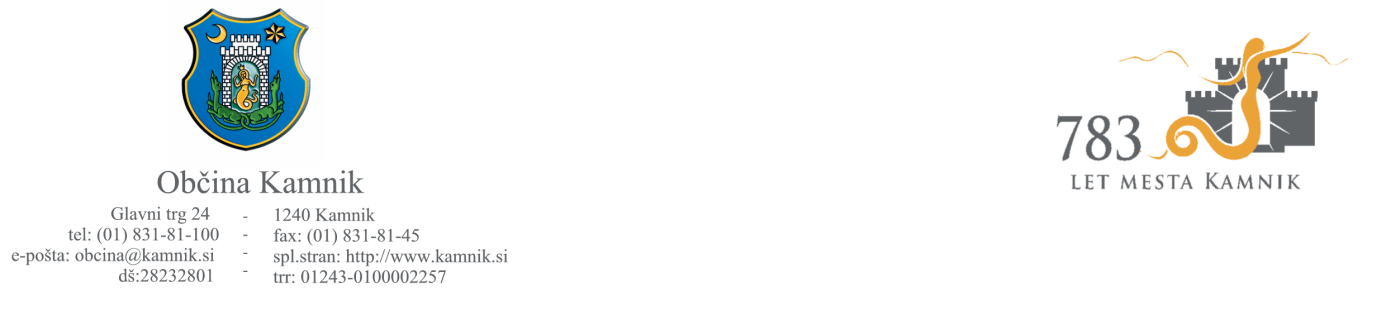 Občina Kamnik
Glavni trg 24 - 1240 Kamnik
tel: (01) 831-81-100 - fax: (01) 831-81-45
e-pošta: obcina@kamnik.si - spl.stran: http://www.kamnik.si
dš:28232801 - trr: 01243-0100002257
783
LET MESTA KAMNIK